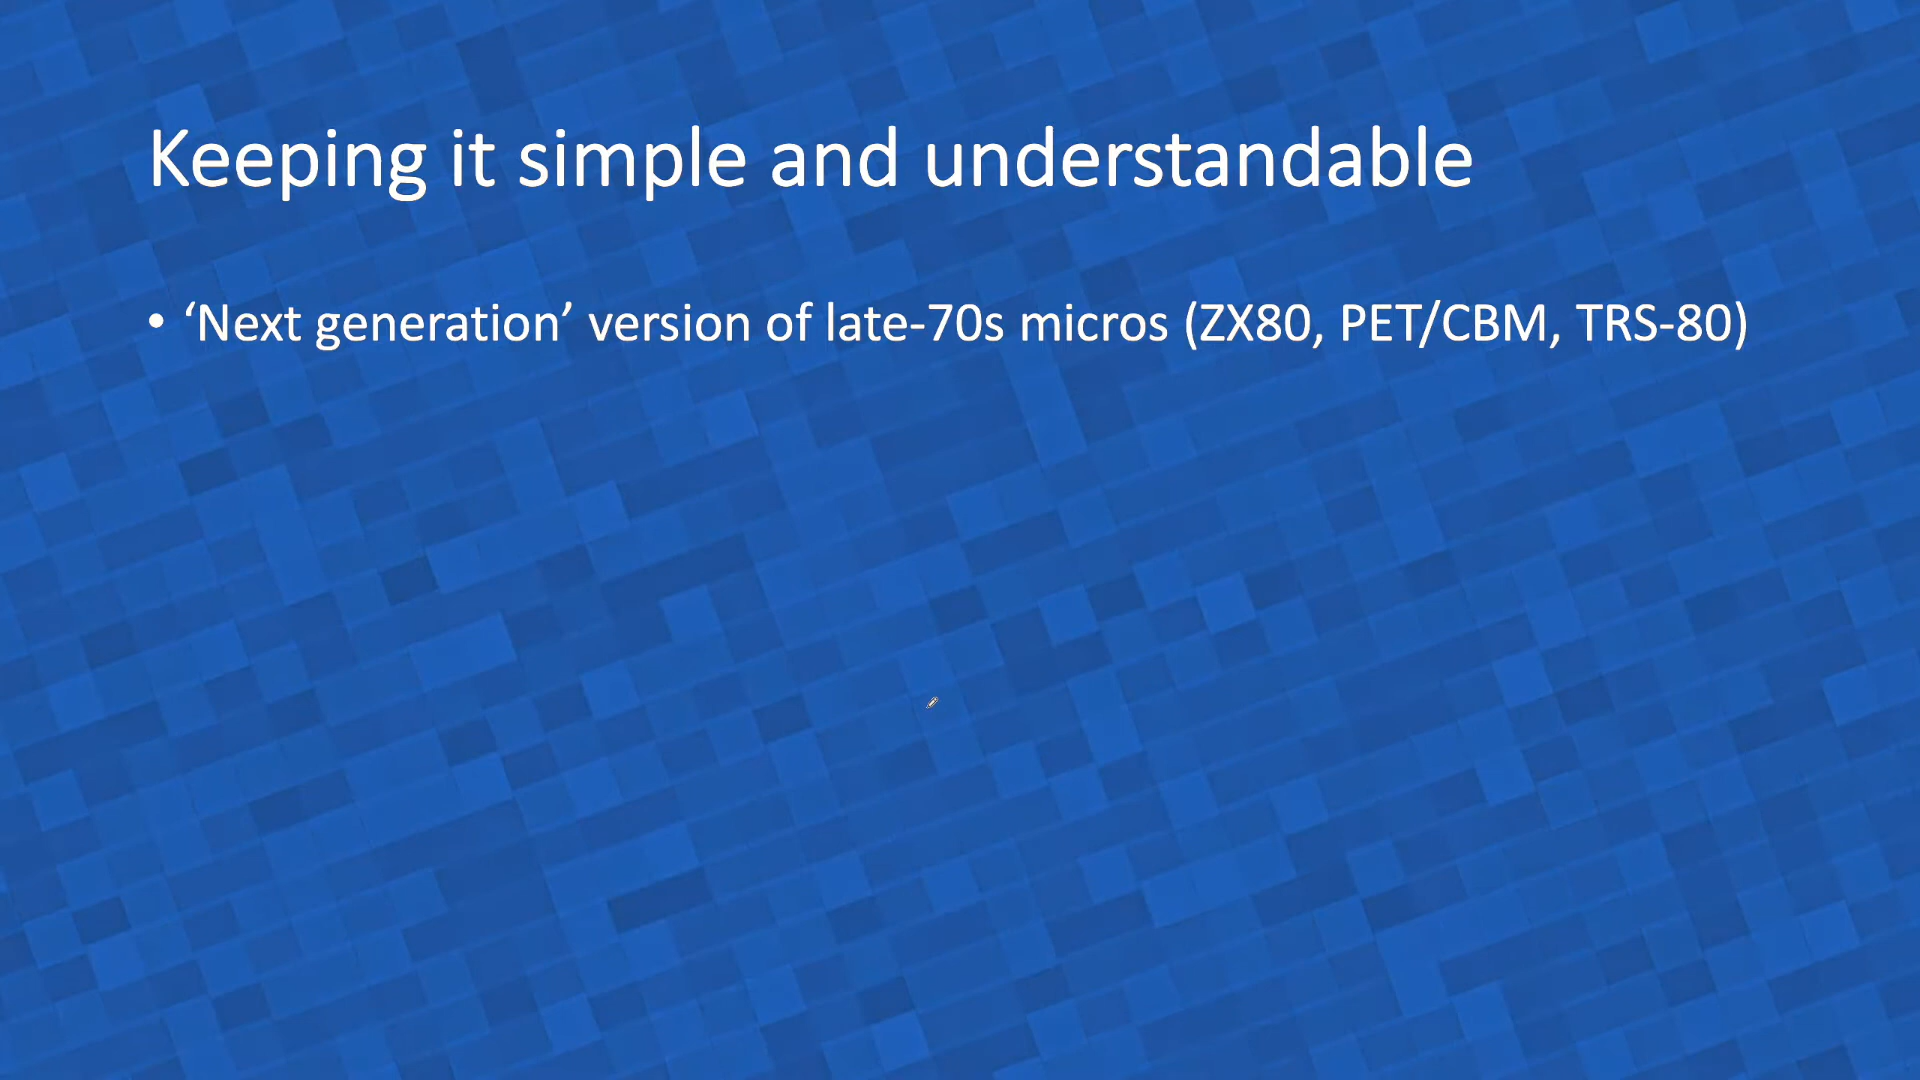 Keeping it simple and understandable
• ‘Next generation’ version of late-70s micros (ZX80, PET/CBM, TRS-80)